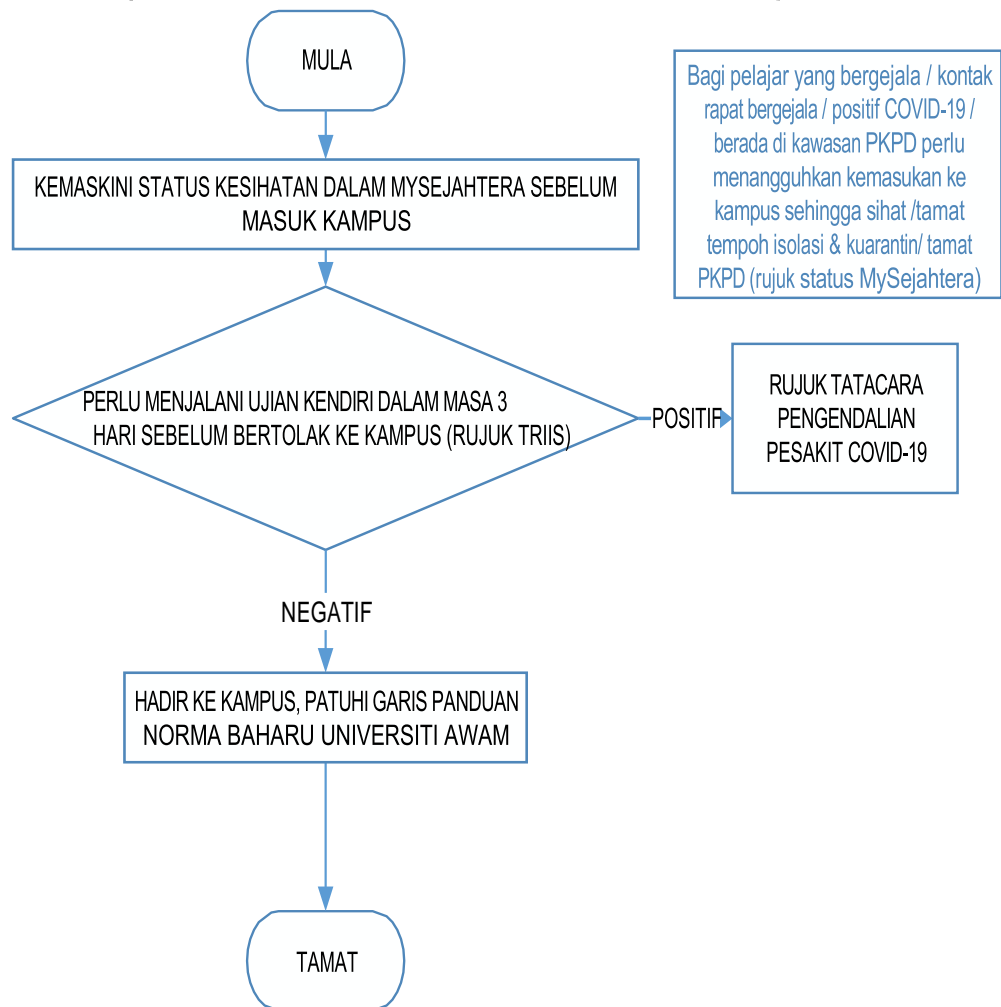 MULA
Bagi pelajar yang bergejala / kontak
rapat bergejala / positif COVID-19 /
berada di kawasan PKPD perlu
menangguhkan kemasukan ke
kampus sehingga sihat /tamat
tempoh isolasi & kuarantin/ tamat
PKPD (rujuk status MySejahtera)
KEMASKINI STATUS KESIHATAN DALAM MYSEJAHTERA SEBELUM
MASUK KAMPUS
PERLU MENJALANI UJIAN KENDIRI DALAM MASA 3
HARI SEBELUM BERTOLAK KE KAMPUS (RUJUK TRIIS)
POSITIF
RUJUK TATACARA
PENGENDALIAN
PESAKIT COVID-19
NEGATIF
HADIR KE KAMPUS, PATUHI GARIS PANDUAN
NORMA BAHARU UNIVERSITI AWAM
TAMAT